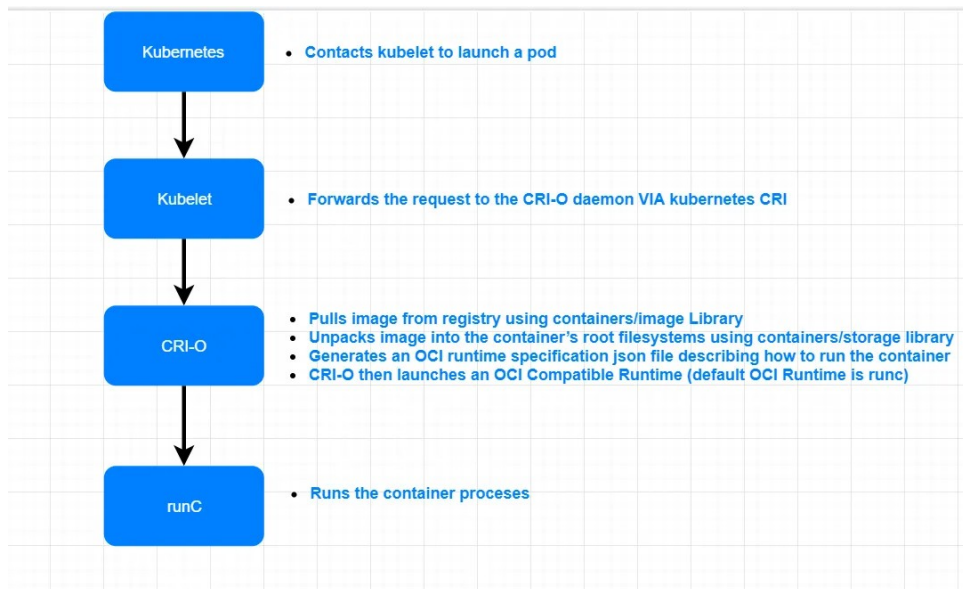 Kubernetes
• Contacts kubelet to launch a pod
Kubelet
• Forwards the request to the CRI-O daemon VIA kubernetes CRI
CRI-O
• Pulls image from registry using containers/image Library
• Unpacks image into the container's root filesystems using containers/storage library
• Generates an OCI runtime specification json file describing how to run the container
• CRI-O then launches an OCI Compatible Runtime (default OCI Runtime is runc)
runC
• Runs the container proceses